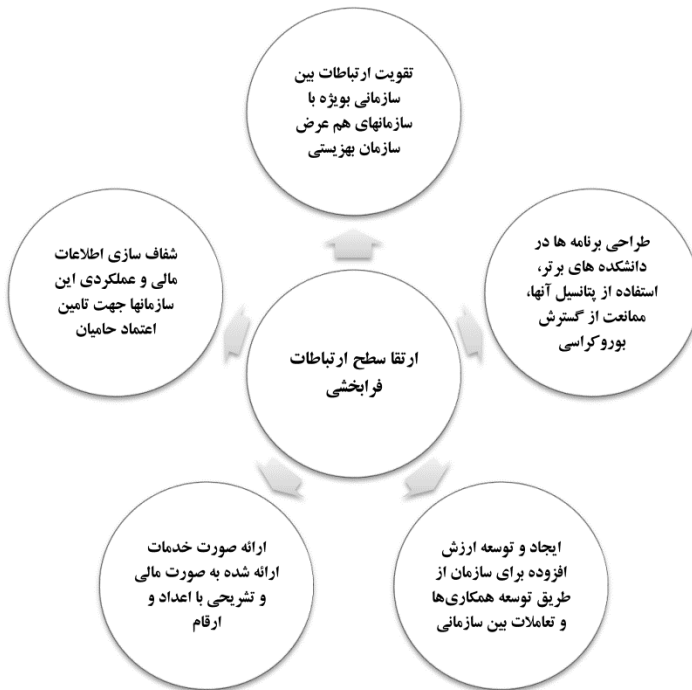 تقویت ارتباطات بین
سازمانی بویژه با
سازمانهای هم عرض
سازمان بهزیستی
طراحی برنامه ها در
دانشکده های برتر،
استفاده از پتانسیل آنها،
ممانعت از گسترش
بوروکراسی
شفاف سازی اطلاعات
مالی و عملکردی این
سازمانها جهت تامین
اعتماد حامیان
ارتقا سطح ارتباطات
فرابخشی
ایجاد و توسعه ارزش
افزوده برای سازمان از
طریق توسعه همکاری‌ها
و تعاملات بین سازمانی
ارائه صورت خدمات
ارائه شده به صورت مالی
و تشریحی با اعداد و
ارقام